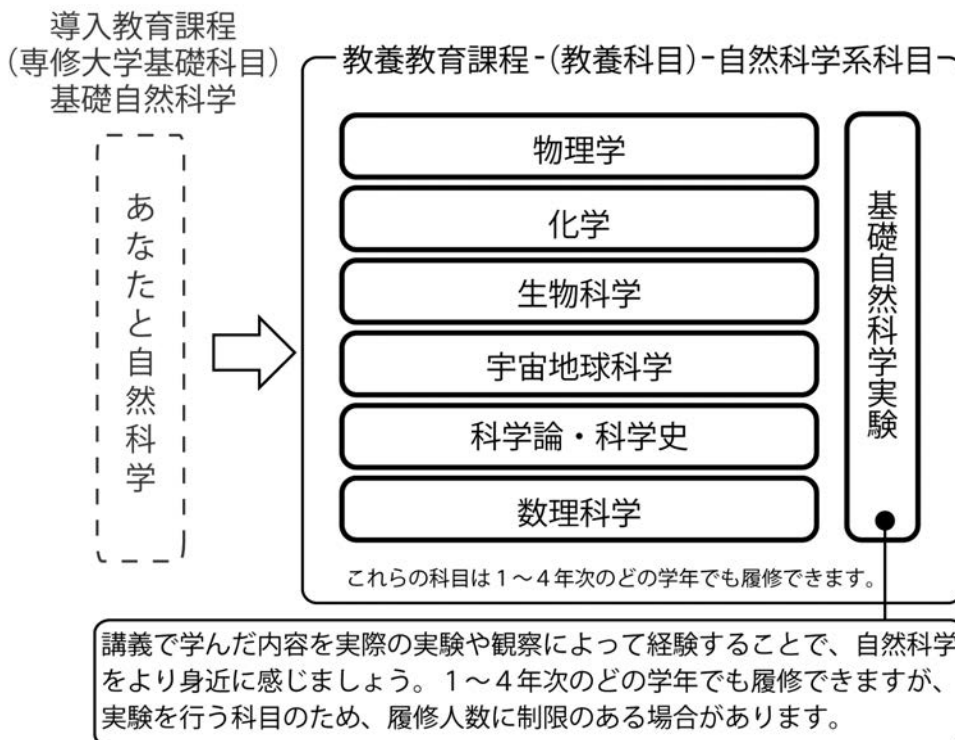 導入教育課程
（専修大学基礎科目）
基礎自然科学
あなたと自然科学
教養教育課程-(教養科目)-自然科学系科目
物理学
化学
生物科学
宇宙地球科学
科学論・科学史
数理科学
基礎自然科学実験
これらの科目は１～４年次のどの学年でも履修できます。
講義で学んだ内容を実際の実験や観察によって経験することで、自然科学
をより身近に感じましょう。１～４年次のどの学年でも履修できますが、
実験を行う科目のため、履修人数に制限のある場合があります。